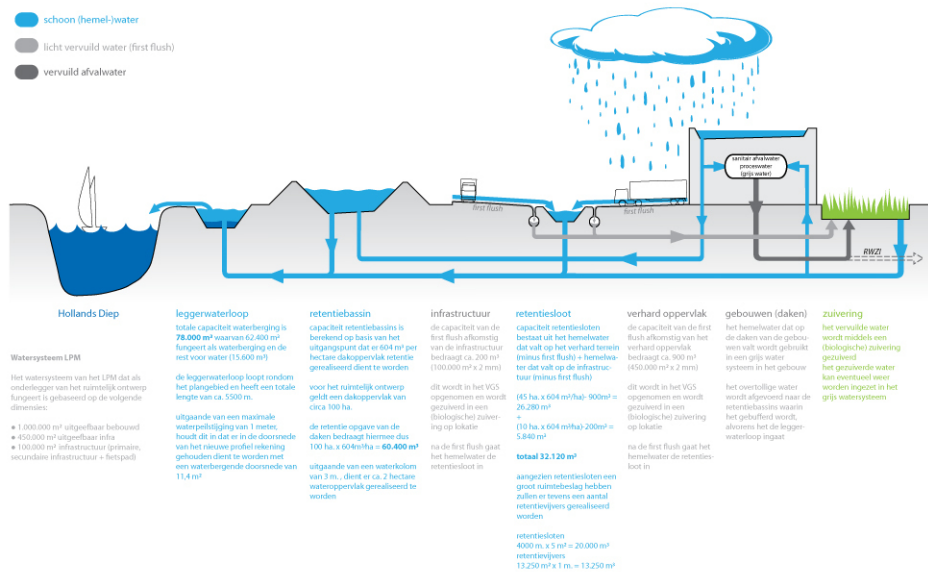 schoon (hemel-)water
licht vervuild water (first flush)
vervuild afvalwater
sanitair afvalwater
proceswater
(grijs water)
first flush
first flush
RWZI
Hollands Diep
Watersysteem LPM
Het watersysteem van het LPM dat als
onderlegger van het ruimtelijk ontwerp
fungeert is gebaseerd op de volgende
dimensies:
● 1.000.000 m² uitgeefbaar bebouwd
● 450.000 m² uitgeefbaar infra
● 100.000 m² infrastructuur (primaire,
secundaire infrastructuur + fietspad)
leggerwaterloop
totale capaciteit waterberging is
78.000 m³ waarvan 62.400 m³
fungeert als waterberging en de
rest voor water (15.600 m³)
de leggerwaterloop loopt rondom
het plangebied en heeft een totale
lengte van ca. 5500 m.
uitgaande van een maximale
waterpeilstijging van 1 meter,
houdt dit in dat er in de doorsnede
van het nieuwe profiel rekening
gehouden dient te worden met
een waterbergende doorsnede van
11,4 m²
retentiebassin
capaciteit retentiebassins is
berekend op basis van het
uitgangspunt dat er 604 m³ per
hectare dakoppervlak retentie
gerealiseerd dient te worden
voor het ruimtelijk ontwerp
geldt een dakoppervlak van
circa 100 ha.
de retentie opgave van de
daken bedraagt hiermee dus
100 ha. x 604m³/ha = 60.400 m³
uitgaande van een waterkolom
van 3 m. , dient er ca. 2 hectare
wateroppervlak gerealiseerd te
worden
infrastructuur
de capaciteit van de
first flush afkomstig
van de infrastructuur
bedraagt ca. 200 m³
(100.000 m² x 2 mm)
dit wordt in VGS
opgenomen en wordt
gezuiverd in een
(biologische) zuiver-
ing op locatie
na de first flush gaat
het hemelwater de
retentiesloot in
retentiesloot
capaciteit retentiesloten
bestaat uit het hemelwater
dat valt op het verhard terrein
(minus first flush) + hemelwa-
ter dat valt op de infrastruc-
tuur (minus first flush)
(45 ha. x 604 m³/ha)- 900m³ =
26.280 m³
+
(10 ha. x 604 m³/ha)-200m³ =
5.840 m³
totaal 32.120 m³
aangezien retentiesloten een
groot ruimtebeslag hebben
zullen er tevens een aantal
retentievijvers gerealiseerd
worden
retentiesloten
4000 m. x 5 m² = 20.000 m³
retentievijvers
13.250 m² x 1 m. = 13.250 m³
verhard oppervlak
de capaciteit van de first
flush afkomstig van het
verhard oppervlek
bedraagt ca. 900 m³
(450.000 m² x 2 mm)
dit wordt in VGS
opgenomen en wordt
gezuiverd in een
(biologische) zuivering
op locatie
na de first flush gaat het
hemelwater de retenties-
loot in
gebouwen (daken)
het hemelwater dat op
de daken van de gebou-
wen valt wordt gebruikt
in een grijs water
systeem in het gebouw
het overtollige water
wordt afgevoerd naar de
retentiebassins waarin
het gebufferd wordt,
alvorens het de legger-
waterloop ingaat
zuivering
het vervuilde water
wordt middels een
(biologische) zuivering
gezuiverd
het gezuiverde water
kan eventueel weer
worden ingezet in het
grijs watersysteem